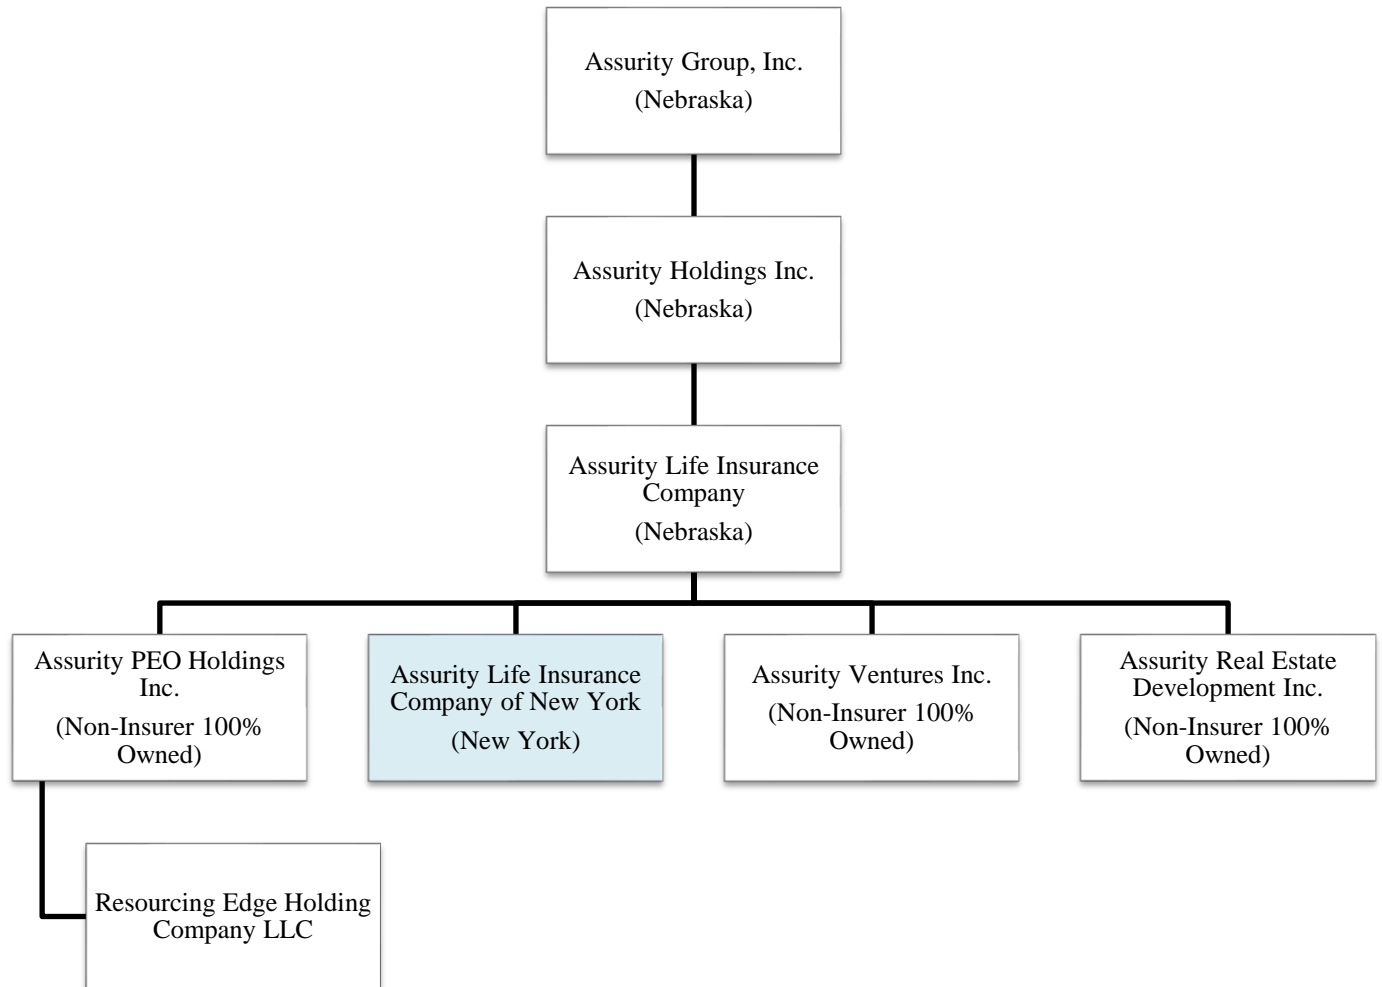 Assurity Group, Inc.
(Nebraska)
Assurity Holdings Inc.
(Nebraska)
Assurity Life Insurance
Company
(Nebraska)
Assurity PEO Holdings
Inc.
(Non-Insurer 100%
Owned)
Assurity Life Insurance
Company of New York
(New York)
Assurity Ventures Inc.
(Non-Insurer 100%
Owned)
Assurity Real Estate
Development Inc.
(Non-Insurer 100%
Owned)
Resourcing Edge Holding
Company LLC